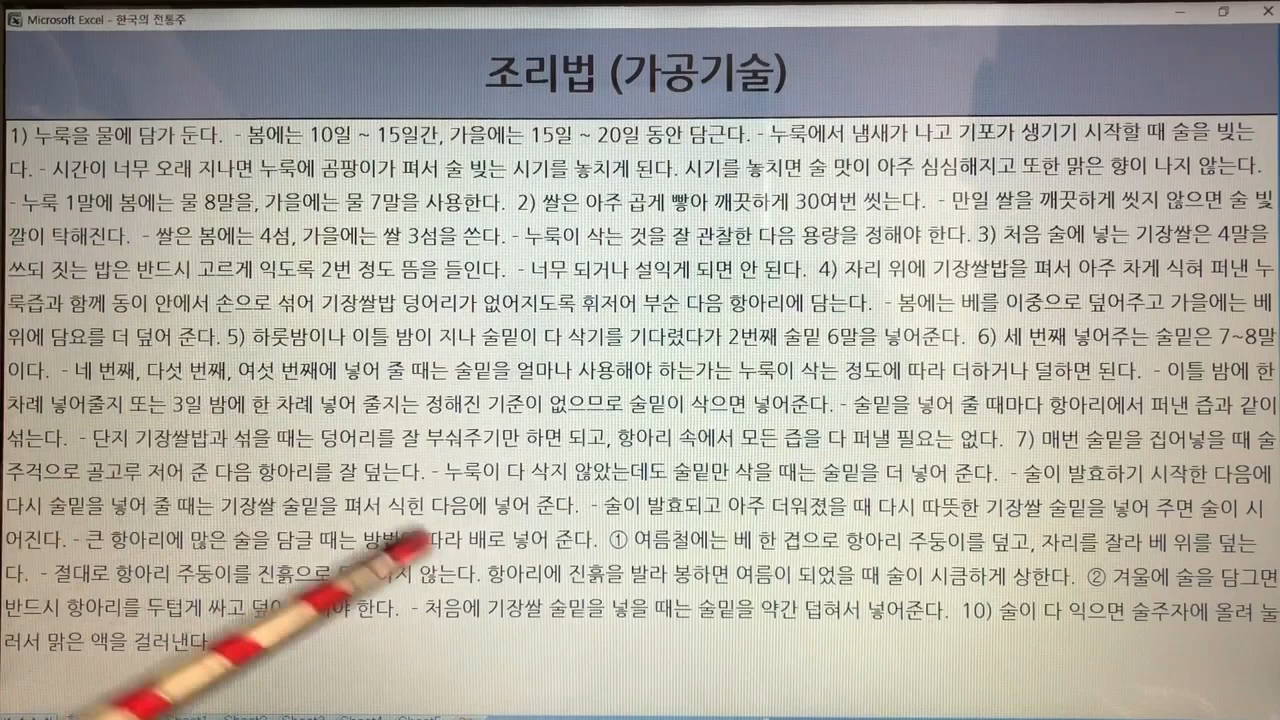 Microsoft Excel - 한국의 전통주
조리법 (가공기술)
1) 누룩을 물에 담가 둔다. - 봄에는 10일 ~ 15일간, 가을에는 15일 ~ 20일 동안 담근다. - 누룩에서 냄새가 나고 기포가 생기기 시작할 때 술을 빚는
다. - 시간이 너무 오래 지나면 누룩에 곰팡이가 펴서 술 빚는 시기를 놓치게 된다. 시기를 놓치면 술 맛이 아주 심심해지고 또한 맑은 향이 나지 않는다.
- 누룩 1말에 봄에는 물 8말을, 가을에는 물 7말을 사용한다. 2) 쌀은 아주 곱게 빻아 깨끗하게 30여번 씻는다. - 만일 쌀을 깨끗하게 씻지 않으면 술 빛
깔이 탁해진다. - 쌀은 봄에는 4섬, 가을에는 쌀 3섬을 쓴다. - 누룩이 삭는 것을 잘 관찰한 다음 용량을 정해야 한다. 3) 처음 술에 넣는 기장쌀은 4말을
쓰되 짓는 밥은 반드시 고르게 익도록 2번 정도 뜸을 들인다. - 너무 되거나 설익게 되면 안 된다. 4) 자리 위에 기장쌀밥을 펴서 아주 차게 식혀 퍼낸 누
룩즙과 함께 동이 안에서 손으로 섞어 기장쌀밥 덩어리가 없어지도록 휘저어 부순 다음 항아리에 담는다. - 봄에는 베를 이중으로 덮어주고 가을에는 베
위에 담요를 더 덮어 준다. 5) 하룻밤이나 이틀 밤이 지나 술밑이 다 삭기를 기다렸다가 2번째 술밑 6말을 넣어준다. 6) 세 번째 넣어주는 술밑은 7~8말
이다. - 네 번째, 다섯 번째, 여섯 번째에 넣어 줄 때는 술밑을 얼마나 사용해야 하는가는 누룩이 삭는 정도에 따라 더하거나 덜하면 된다. - 이틀 밤에 한
차례 넣어줄지 또는 3일 밤에 한 차례 넣어 줄지는 정해진 기준이 없으므로 술밑이 삭으면 넣어준다. - 술밑을 넣어 줄 때마다 항아리에서 퍼낸 즙과 같이
섞는다. - 단지 기장쌀밥과 섞을 때는 덩어리를 잘 부숴주기만 하면 되고, 항아리 속에서 모든 즙을 다 퍼낼 필요는 없다. 7) 매번 술밑을 집어넣을 때 술
주걱으로 골고루 저어 준 다음 항아리를 잘 덮는다. - 누룩이 다 삭지 않았는데도 술밑만 삭을 때는 술밑을 더 넣어 준다. - 술이 발효하기 시작한 다음에
다시 술밑을 넣어 줄 때는 기장쌀 술밑을 펴서 식힌 다음에 넣어 준다. - 술이 발효되고 아주 더워졌을 때 다시 따뜻한 기장쌀 술밑을 넣어 주면 술이 시
어진다. - 큰 항아리에 많은 술을 담글 때는 따라 배로 넣어 준다. ① 여름철에는 베 한 겹으로 항아리 주둥이를 덮고, 자리를 잘라 베 위를 덮는
다. - 절대로 항아리 주둥이를 진흙으로 않는다. 항아리에 진흙을 발라 봉하면 여름이 되었을 때 술이 시큼하게 상한다. ② 겨울에 술을 담그면
반드시 항아리를 두텁게 싸고 한다. - 처음에 기장쌀 술밑을 넣을 때는 술밑을 약간 덥혀서 넣어준다. 10) 술이 다 익으면 술주자에 올려 눌
러서 맑은 액을 걸러낸다